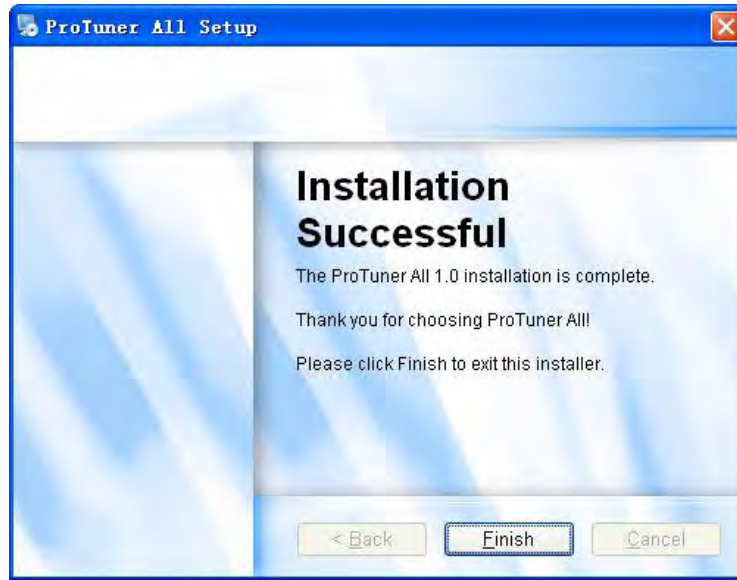 ProTuner All Setup
Installation
Successful
The ProTuner All 1.0 installation is complete.
Thank you for choosing ProTuner All!
Please click Finish to exit this installer.
< Back
Finish
Cancel